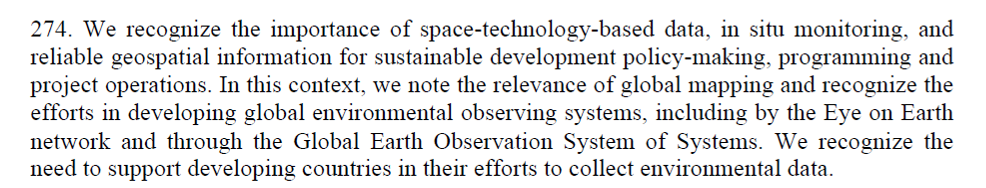 274. We recognize the importance of space-technology-based data, in situ monitoring, and
reliable geospatial information for sustainable development policy-making, programming and
project operations. In this context, we note the relevance of global mapping and recognize the
efforts in developing global environmental observing systems, including by the Eye on Earth
network and through the Global Earth Observation System of Systems. We recognize the
need to support developing countries in their efforts to collect environmental data.